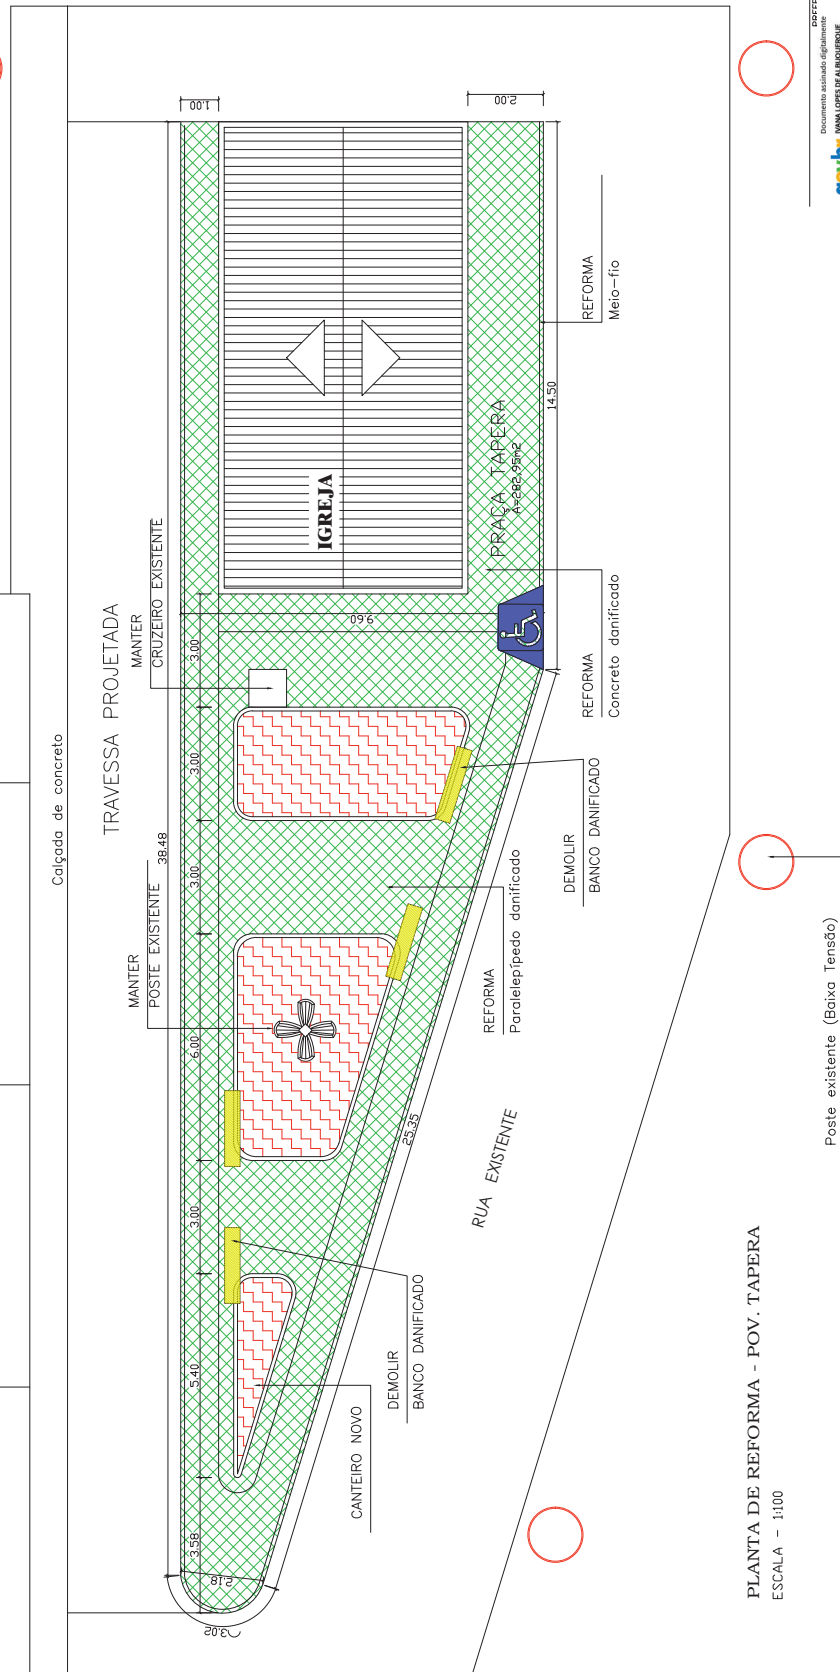 Calçada de concreto
TRAVESSA PROJETADA
MANTER
CRUZEIRO EXISTENTE
MANTER
POSTE EXISTENTE
38.48
3.58
5.40
3.00
6.00
3.00
3.00
3.00
1.00
2.00
9.60
2.18
3.02
IGREJA
PRAÇA TAPERA
A=282,95m2
14.50
25.35
REFORMA
Meio-fio
REFORMA
Concreto danificado
DEMOLIR
BANCO DANIFICADO
REFORMA
Paralelepípedo danificado
RUA EXISTENTE
DEMOLIR
BANCO DANIFICADO
CANTEIRO NOVO
PLANTA DE REFORMA - POV. TAPERA
ESCALA - 1:100
Poste existente (Baixa Tensão)
Documento assinado digitalmente
IVANA LOPES DE ALBUQUERQUE